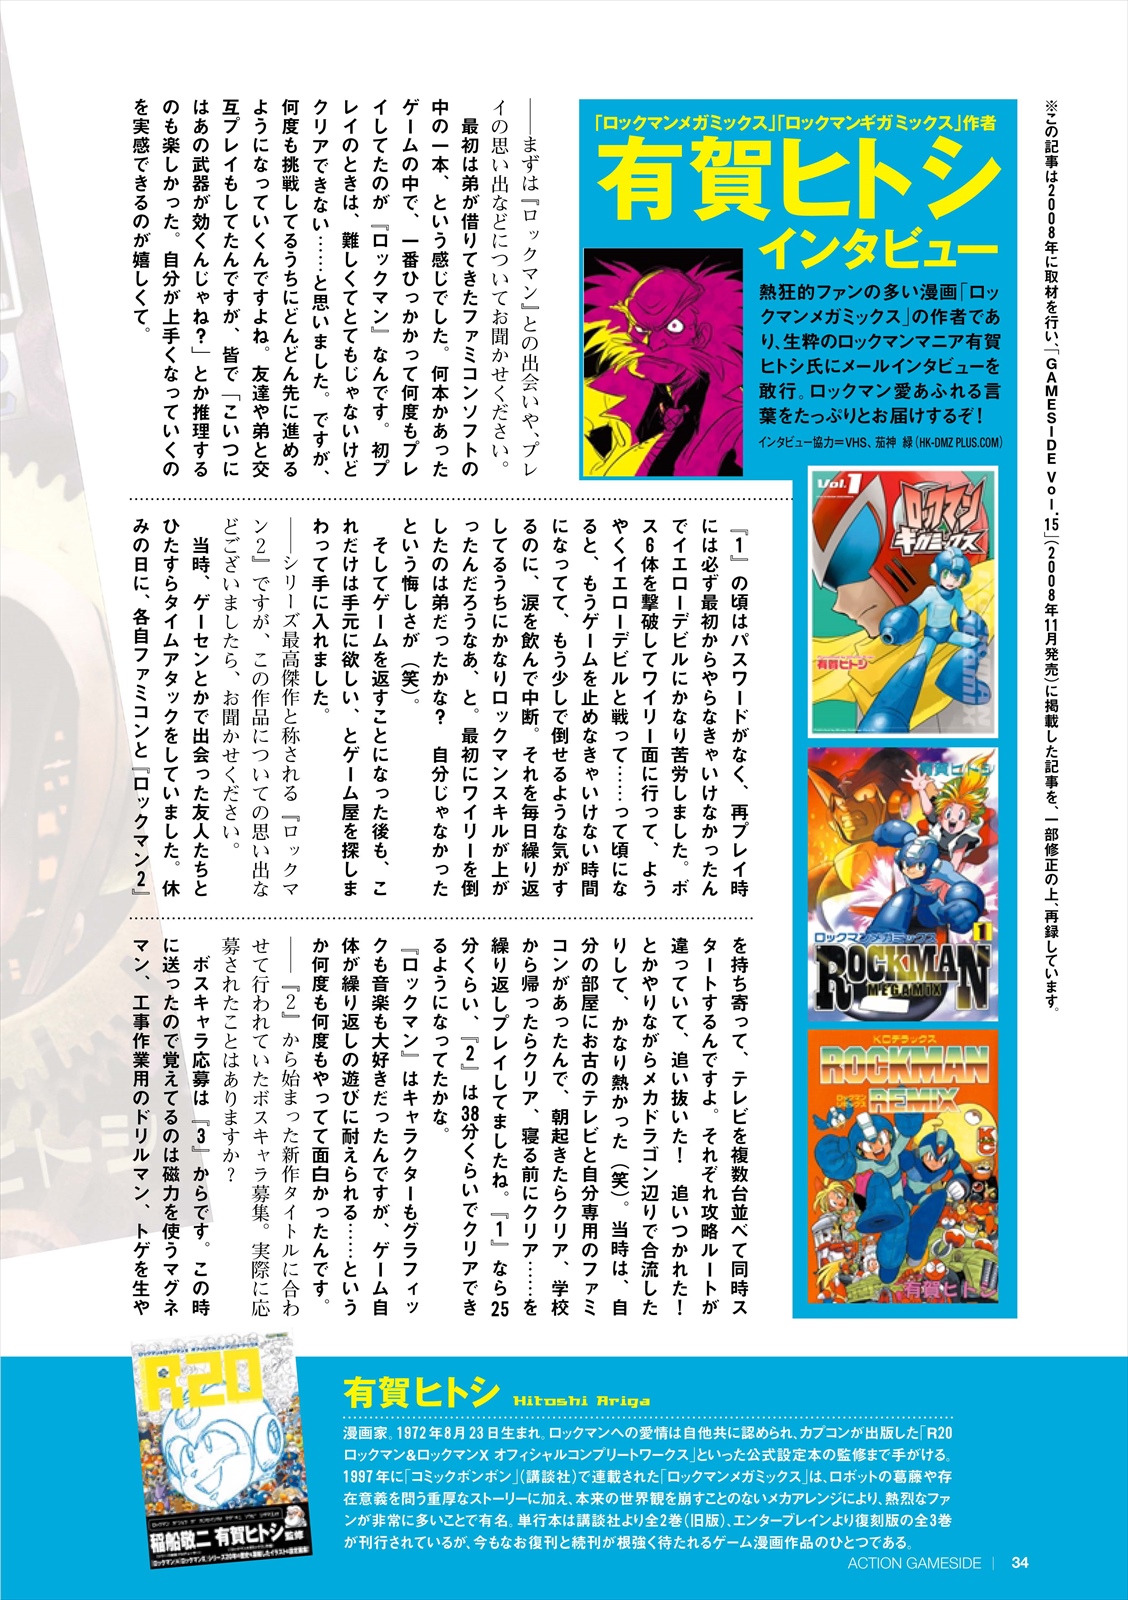 ※この記事は2008年に取材を行い、「GAMESIDE Vol.15」（2008年11月発売）に掲載した記事を、一部修正の上、再録しています。
「ロックマンメガミックス」「ロックマンギガミックス」作者
有賀ヒトシ
インタビュー
熱狂的ファンの多い漫画「ロッ
クマンメガミックス」の作者であ
り、生粋のロックマンマニア有賀
ヒトシ氏にメールインタビューを
敢行。ロックマン愛あふれる言
葉をたっぷりとお届けするぞ！
インタビュー協力＝VHS、茄神 緑（HK-DMZ PLUS.COM）
Vol.1
ロックマン
ギガミックス
有賀ヒトシ
有賀ヒトシ
ロックマンメガミックス
1
ROCKMAN
MEGAMIX
KCデラックス
ROCKMAN
ロックマンリミックス
REMIX
KC
有賀ヒトシ
――まずは『ロックマン』との出会いや、プレ
イの思い出などについてお聞かせください。
最初は弟が借りてきたファミコンソフトの
中の一本、という感じでした。何本かあった
ゲームの中で、一番ひっかかって何度もプレ
イしてたのが『ロックマン』なんです。初プ
レイのときは、難しくてとてもじゃないけど
クリアできない……と思いました。ですが、
何度も挑戦してるうちにどんどん先に進める
ようになっていくんですよね。友達や弟と交
互プレイもしてたんですが、皆で「こいつに
はあの武器が効くんじゃね？」とか推理する
のも楽しかった。自分が上手くなっていくの
を実感できるのが嬉しくて。
『1』の頃はパスワードがなく、再プレイ時
には必ず最初からやらなきゃいけなかったん
でイエローデビルにかなり苦労しました。ボ
ス6体を撃破してワイリー面に行って、よう
やくイエローデビルと戦って……って頃にな
ると、もうゲームを止めなきゃいけない時間
になってて、もう少しで倒せるような気がす
るのに、涙を飲んで中断。それを毎日繰り返
してるうちにかなりロックマンスキルが上が
ったんだろうなあ、と。最初にワイリーを倒
したのは弟だったかな？　自分じゃなかった
という悔しさが（笑）。
そしてゲームを返すことになった後も、こ
れだけは手元に欲しい、とゲーム屋を探しま
わって手に入れました。
――シリーズ最高傑作と称される『ロックマ
ン2』ですが、この作品についての思い出な
どございましたら、お聞かせください。
当時、ゲーセンとかで出会った友人たちと
ひたすらタイムアタックをしていました。休
みの日に、各自ファミコンと『ロックマン2』
を持ち寄って、テレビを複数台並べて同時ス
タートするんですよ。それぞれ攻略ルートが
違っていて、追い抜いた！　追いつかれた！
とかやりながらメカドラゴン辺りで合流した
りして、かなり熱かった（笑）。当時は、自
分の部屋にお古のテレビと自分専用のファミ
コンがあったんで、朝起きたらクリア、学校
から帰ったらクリア、寝る前にクリア……を
繰り返しプレイしてましたね。『1』なら25
分くらい、『2』は38分くらいでクリアでき
るようになってたかな。
『ロックマン』はキャラクターもグラフィッ
クも音楽も大好きだったんですが、ゲーム自
体が繰り返しの遊びに耐えられる……という
か何度も何度もやってて面白かったんです。
――『2』から始まった新作タイトルに合わ
せて行われていたボスキャラ募集。実際に応
募されたことはありますか？
ボスキャラ応募は『3』からです。この時
に送ったので覚えてるのは磁力を使うマグネ
マン、工事作業用のドリルマン、トゲを生や
R20
稲船敬二 有賀ヒトシ 監修
有賀ヒトシ Hitoshi Ariga
漫画家。1972年8月23日生まれ。ロックマンへの愛情は自他共に認められ、カプコンが出版した「R20
ロックマン&ロックマンX オフィシャルコンプリートワークス」といった公式設定本の監修まで手がける。
1997年に「コミックボンボン」（講談社）で連載された「ロックマンメガミックス」は、ロボットの葛藤や存
在意義を問う重厚なストーリーに加え、本来の世界観を崩すことのないメカアレンジにより、熱烈なファ
ンが非常に多いことで有名。単行本は講談社より全2巻（旧版）、エンターブレインより復刻版の全3巻
が刊行されているが、今もなお復刊と続刊が根強く待たれるゲーム漫画作品のひとつである。
ACTION GAMESIDE | 34